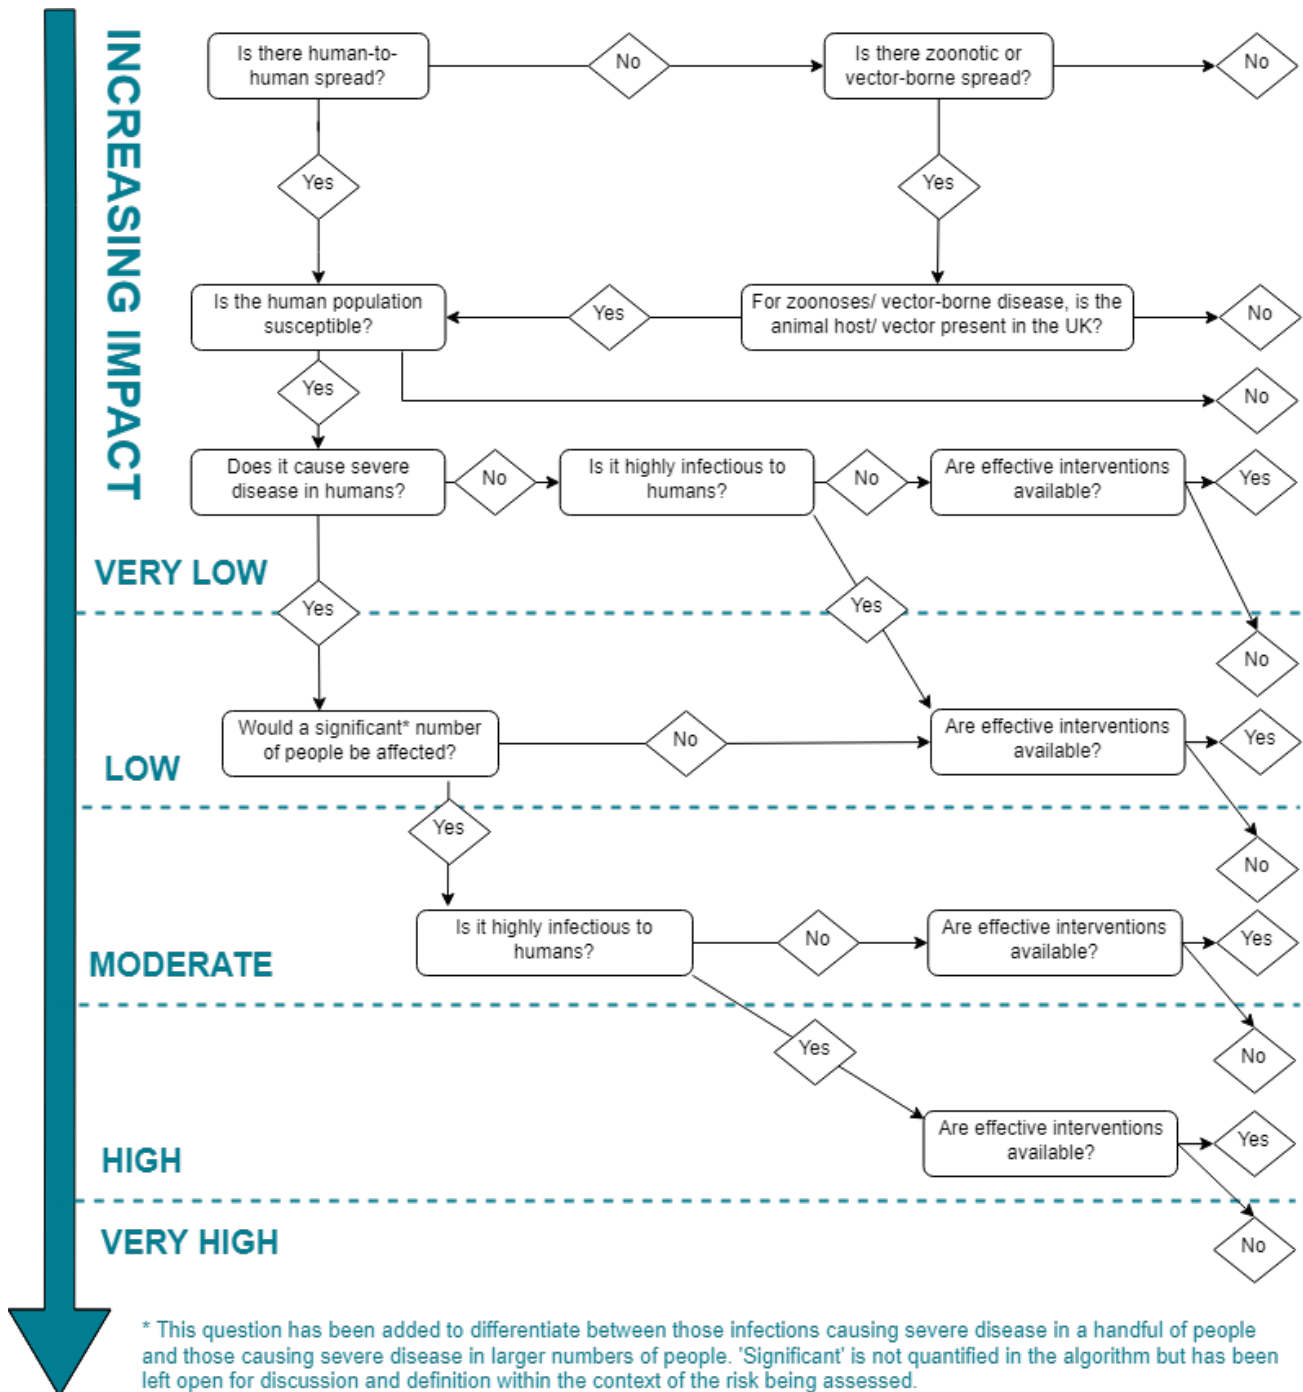 INCREASING IMPACT
Is there human-to-
human spread?
No
Is there zoonotic or
vector-borne spread?
No
Yes
Yes
Is the human population
susceptible?
Yes
For zoonoses/ vector-borne disease, is the
animal host/ vector present in the UK?
No
Yes
No
Does it cause severe
disease in humans?
No
Is it highly infectious to
humans?
No
Are effective interventions
available?
Yes
VERY LOW
Yes
Yes
No
Would a significant* number
of people be affected?
No
Are effective interventions
available?
Yes
LOW
Yes
No
Is it highly infectious to
humans?
No
Are effective interventions
available?
Yes
MODERATE
Yes
No
Are effective interventions
available?
Yes
HIGH
VERY HIGH
No
* This question has been added to differentiate between those infections causing severe disease in a handful of people
and those causing severe disease in larger numbers of people. 'Significant' is not quantified in the algorithm but has been
left open for discussion and definition within the context of the risk being assessed.